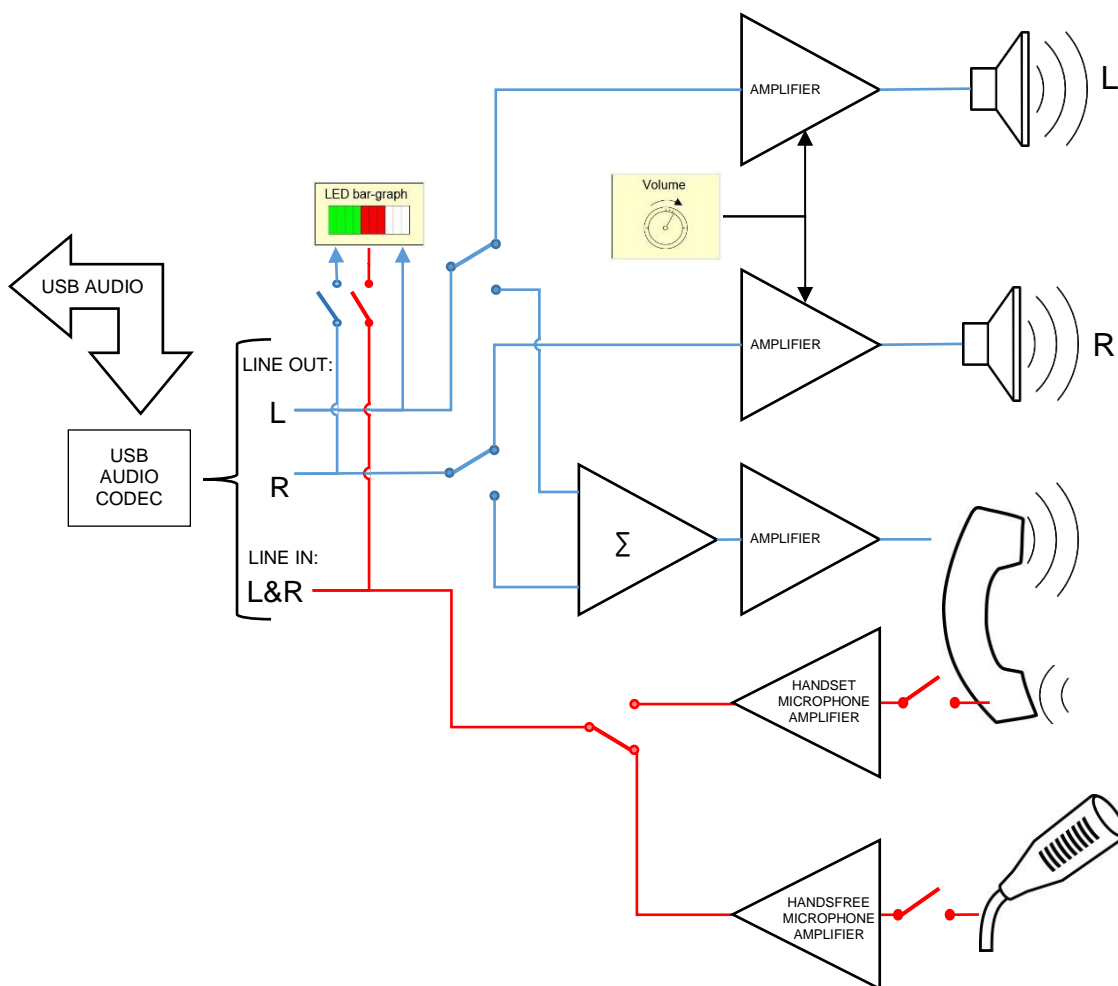 AMPLIFIER
L
LED bar-graph
Volume
USB AUDIO
AMPLIFIER
R
LINE OUT:
L
USB
AUDIO
CODEC
R
∑
AMPLIFIER
LINE IN:
L&R
HANDSET
MICROPHONE
AMPLIFIER
HANDSFREE
MICROPHONE
AMPLIFIER